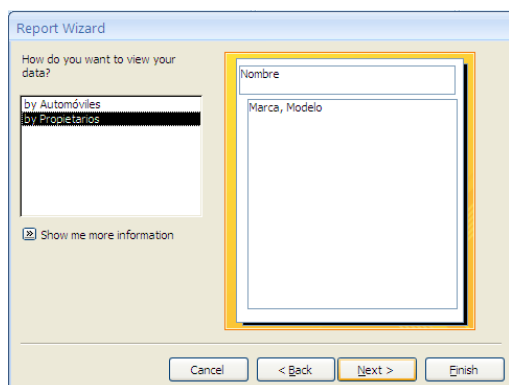 Report Wizard
How do you want to view your
data?
by Automóviles
by Propietarios
Show me more information
Nombre
Marca, Modelo
Cancel
< Back
Next >
Finish